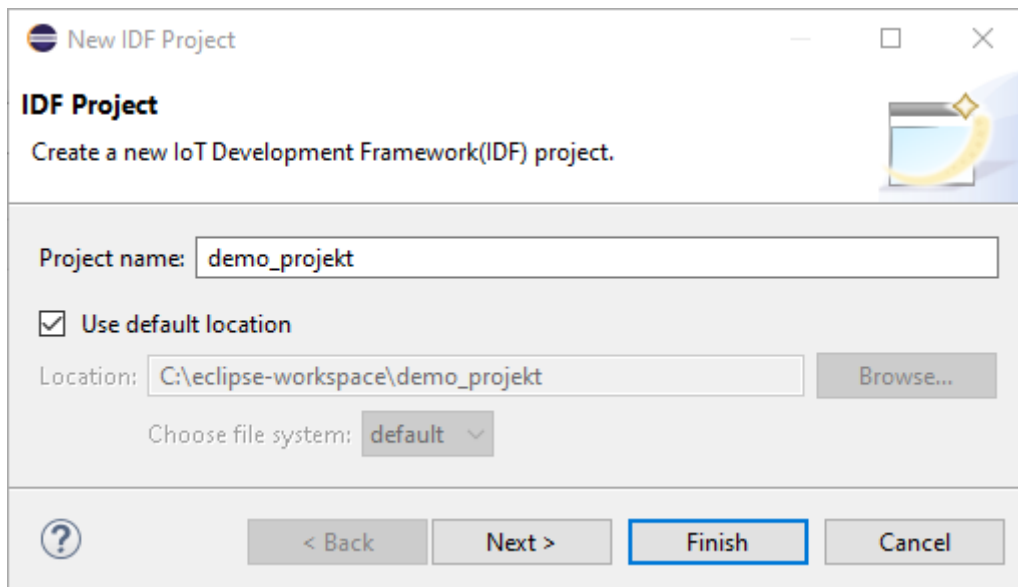 New IDF Project
IDF Project
Create a new IoT Development Framework(IDF) project.
Project name: demo_projekt
Use default location
Location: C:\eclipse-workspace\demo_projekt Browse...
Choose file system: default
? < Back Next > Finish Cancel